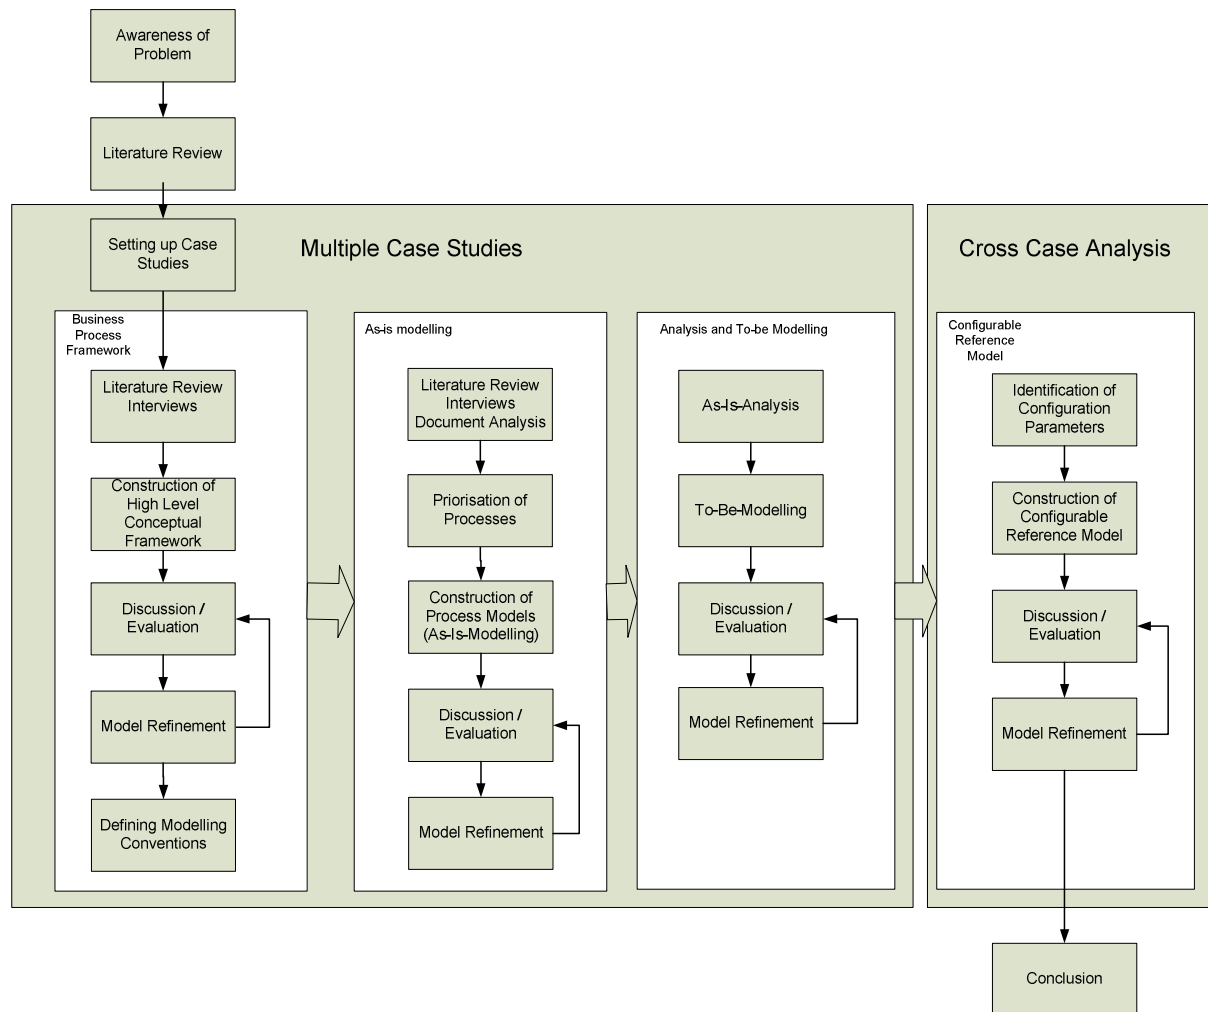 Awareness of
Problem
Literature Review
Setting up Case
Studies
Multiple Case Studies
Business
Process
Framework
Literature Review
Interviews
Construction of
High Level
Conceptual
Framework
Discussion /
Evaluation
Model Refinement
Defining Modelling
Conventions
As-is modelling
Literature Review
Interviews
Document Analysis
Priorisation of
Processes
Construction of
Process Models
(As-Is-Modelling)
Discussion /
Evaluation
Model Refinement
Analysis and To-be Modelling
As-Is-Analysis
To-Be-Modelling
Discussion /
Evaluation
Model Refinement
Cross Case Analysis
Configurable
Reference
Model
Identification of
Configuration
Parameters
Construction of
Configurable
Reference Model
Discussion /
Evaluation
Model Refinement
Conclusion